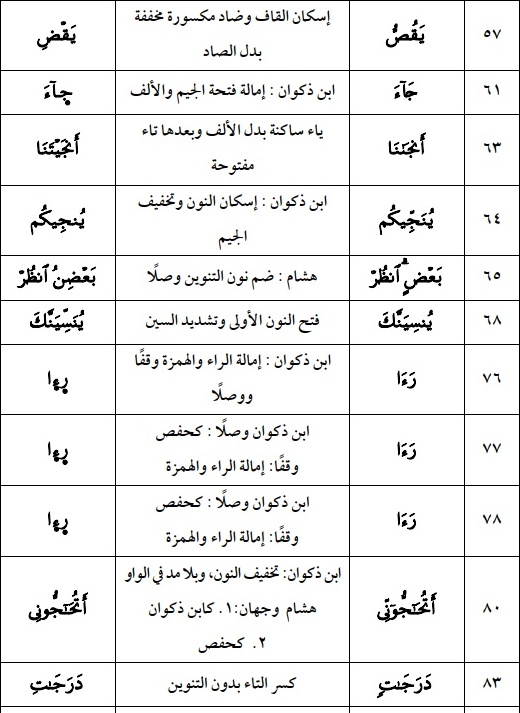 ٥٧ يَقُصُّ إسكان القاف وضاد مكسورة مخففة يَقْضِ
بدل الصاد
٦١ جَآءَ ابن ذكوان : إمالة فتحة الجيم والألف جآءَ
٦٣ أَنجَىٰنَا ياء ساكنة بدل الألف وبعدها تاء أَنجَيْتَنَا
مفتوحة
٦٤ يُنَجِّيكُم ابن ذكوان : إسكان النون وتخفيف يُنجِيكُم
الجيم
٦٥ بَعْضٍ ٱنظُرْ هشام : ضم نون التنوين وصلًا بَعْضِنُ ٱنظُرْ
٦٨ يُنسِيَنَّكَ فتح النون الأولى وتشديد السين يُنَسِّيَنَّكَ
٧٦ رَءَا ابن ذكوان : إمالة الراء والهمزة وقفًا رءا
ووصلًا
٧٧ رَءَا ابن ذكوان وصلًا : كحفص رءا
وقفًا: إمالة الراء والهمزة
٧٨ رَءَا ابن ذكوان وصلًا : كحفص رءا
وقفًا: إمالة الراء والهمزة
ابن ذكوان: تخفيف النون، وبلا مد في الواو
٨٠ أَتُحَٰٓجُّوٓنِّى هشام وجهان:١. كابن ذكوان أَتُحَٰٓجُّونِى
٢. كحفص
٨٣ دَرَجَٰتٍ كسر التاء بدون التنوين دَرَجَٰتِ